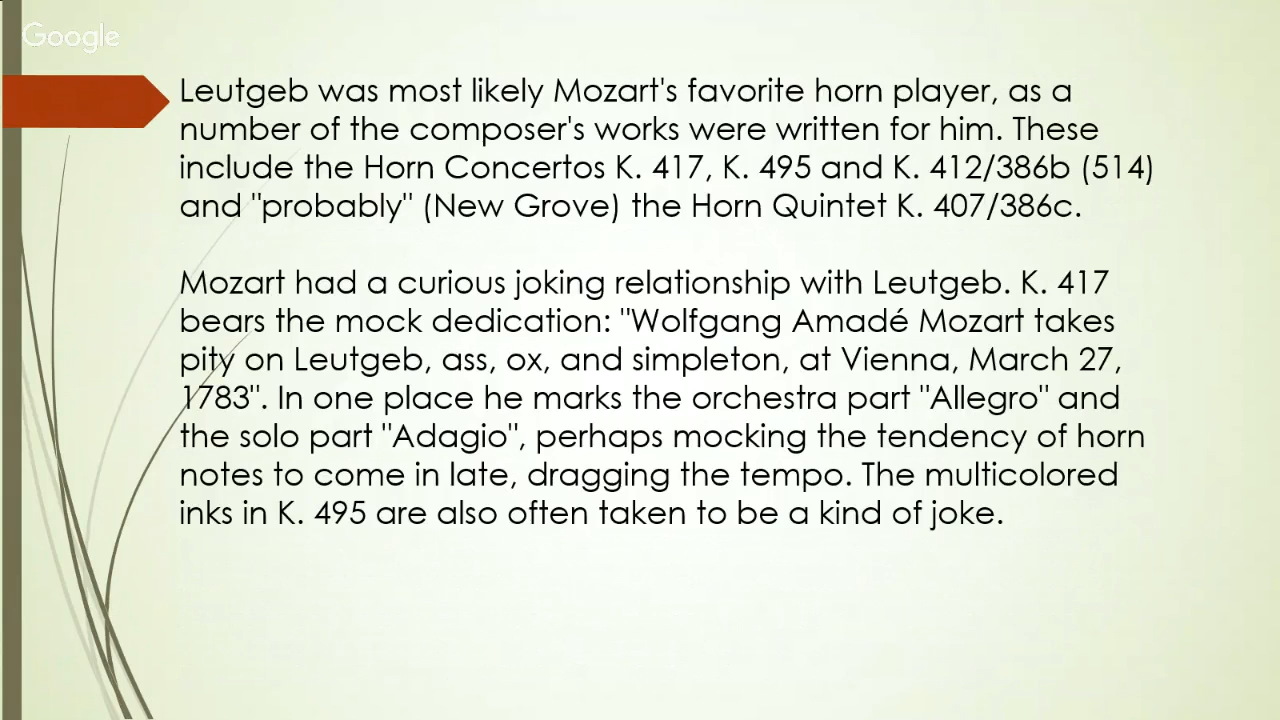 Google
Leutgeb was most likely Mozart's favorite horn player, as a
number of the composer's works were written for him. These
include the Horn Concertos K. 417, K. 495 and K. 412/386b (514)
and "probably" (New Grove) the Horn Quintet K. 407/386c.
Mozart had a curious joking relationship with Leutgeb. K. 417
bears the mock dedication: "Wolfgang Amadé Mozart takes
pity on Leutgeb, ass, ox, and simpleton, at Vienna, March 27,
1783". In one place he marks the orchestra part "Allegro" and
the solo part "Adagio", perhaps mocking the tendency of horn
notes to come in late, dragging the tempo. The multicolored
inks in K. 495 are also often taken to be a kind of joke.